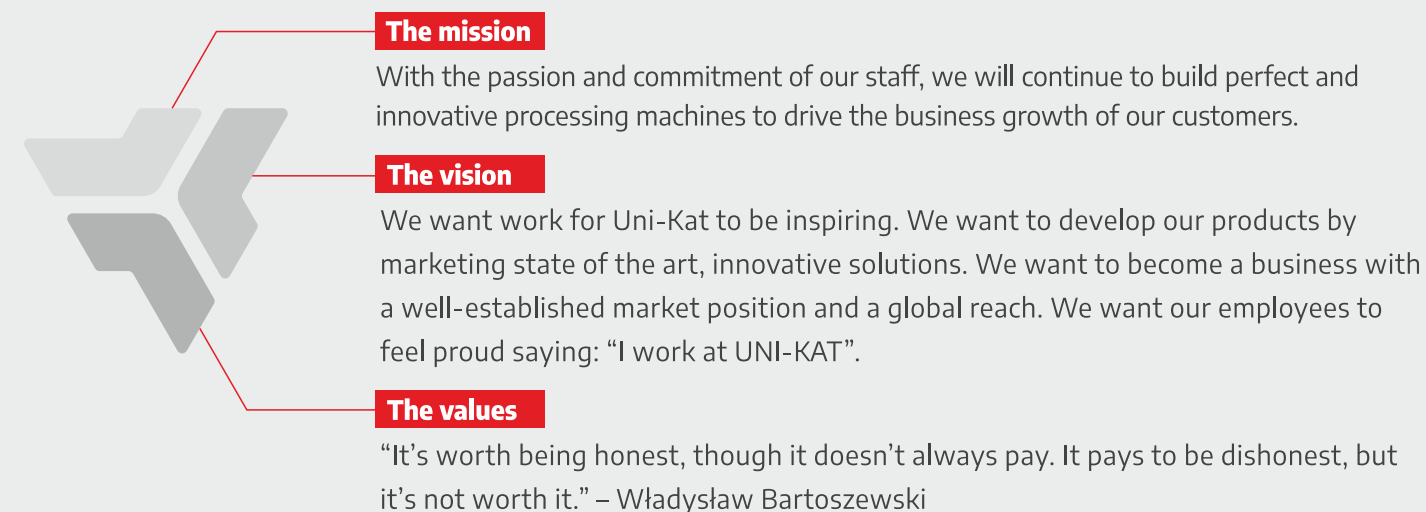 The mission
With the passion and commitment of our staff, we will continue to build perfect and
innovative processing machines to drive the business growth of our customers.
The vision
We want work for Uni-Kat to be inspiring. We want to develop our products by
marketing state of the art, innovative solutions. We want to become a business with
a well-established market position and a global reach. We want our employees to
feel proud saying: “I work at UNI-KAT”.
The values
“It’s worth being honest, though it doesn’t always pay. It pays to be dishonest, but
it’s not worth it.” – Władysław Bartoszewski